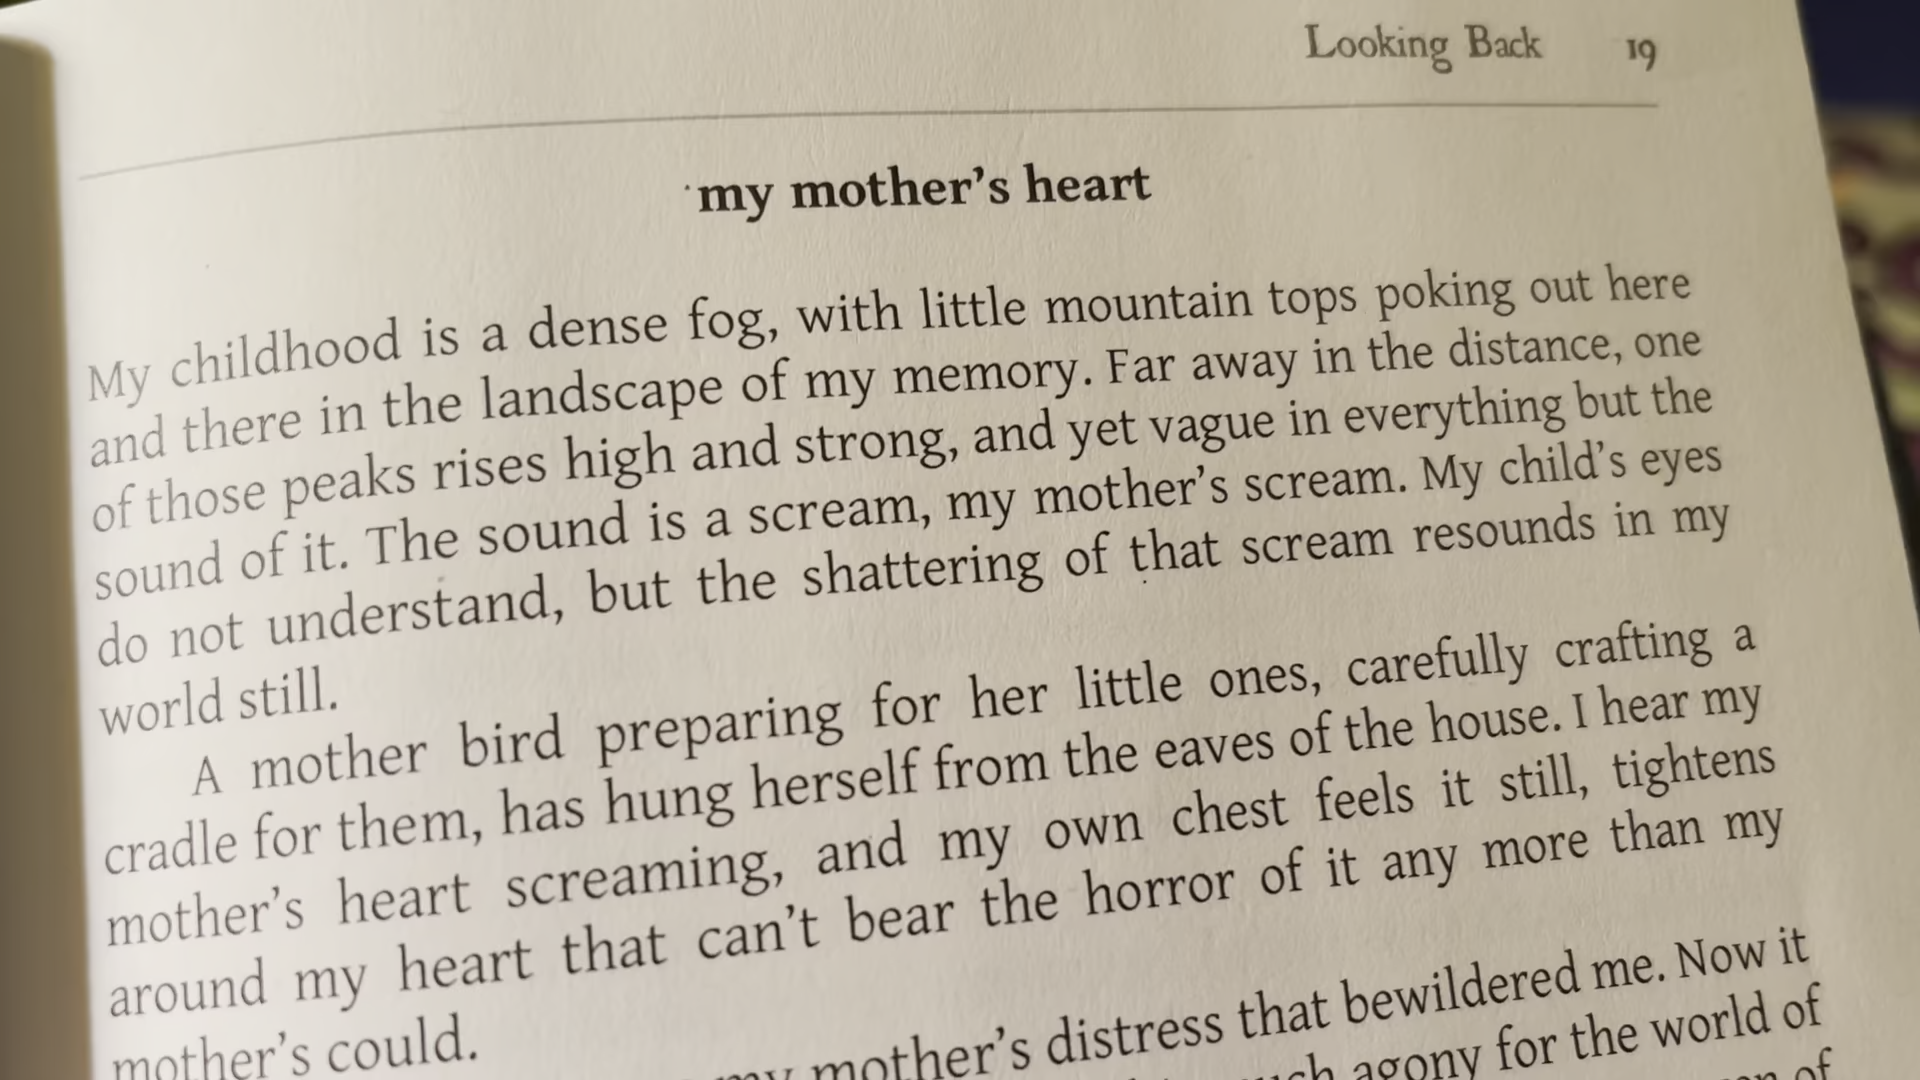 Looking Back 19
my mother's heart
My childhood is a dense fog, with little mountain tops poking out here
and there in the landscape of my memory. Far away in the distance, one
of those peaks rises high and strong, and yet vague in everything but the
sound of it. The sound is a scream, my mother's scream. My child's eyes
do not understand, but the shattering of that scream resounds in my
world still.
A mother bird preparing for her little ones, carefully crafting a
cradle for them, has hung herself from the eaves of the house. I hear my
mother's heart screaming, and my own chest feels it still, tightens
around my heart that can't bear the horror of it any more than my
mother's could.
my mother's distress that bewildered me. Now it
agony for the world of
of